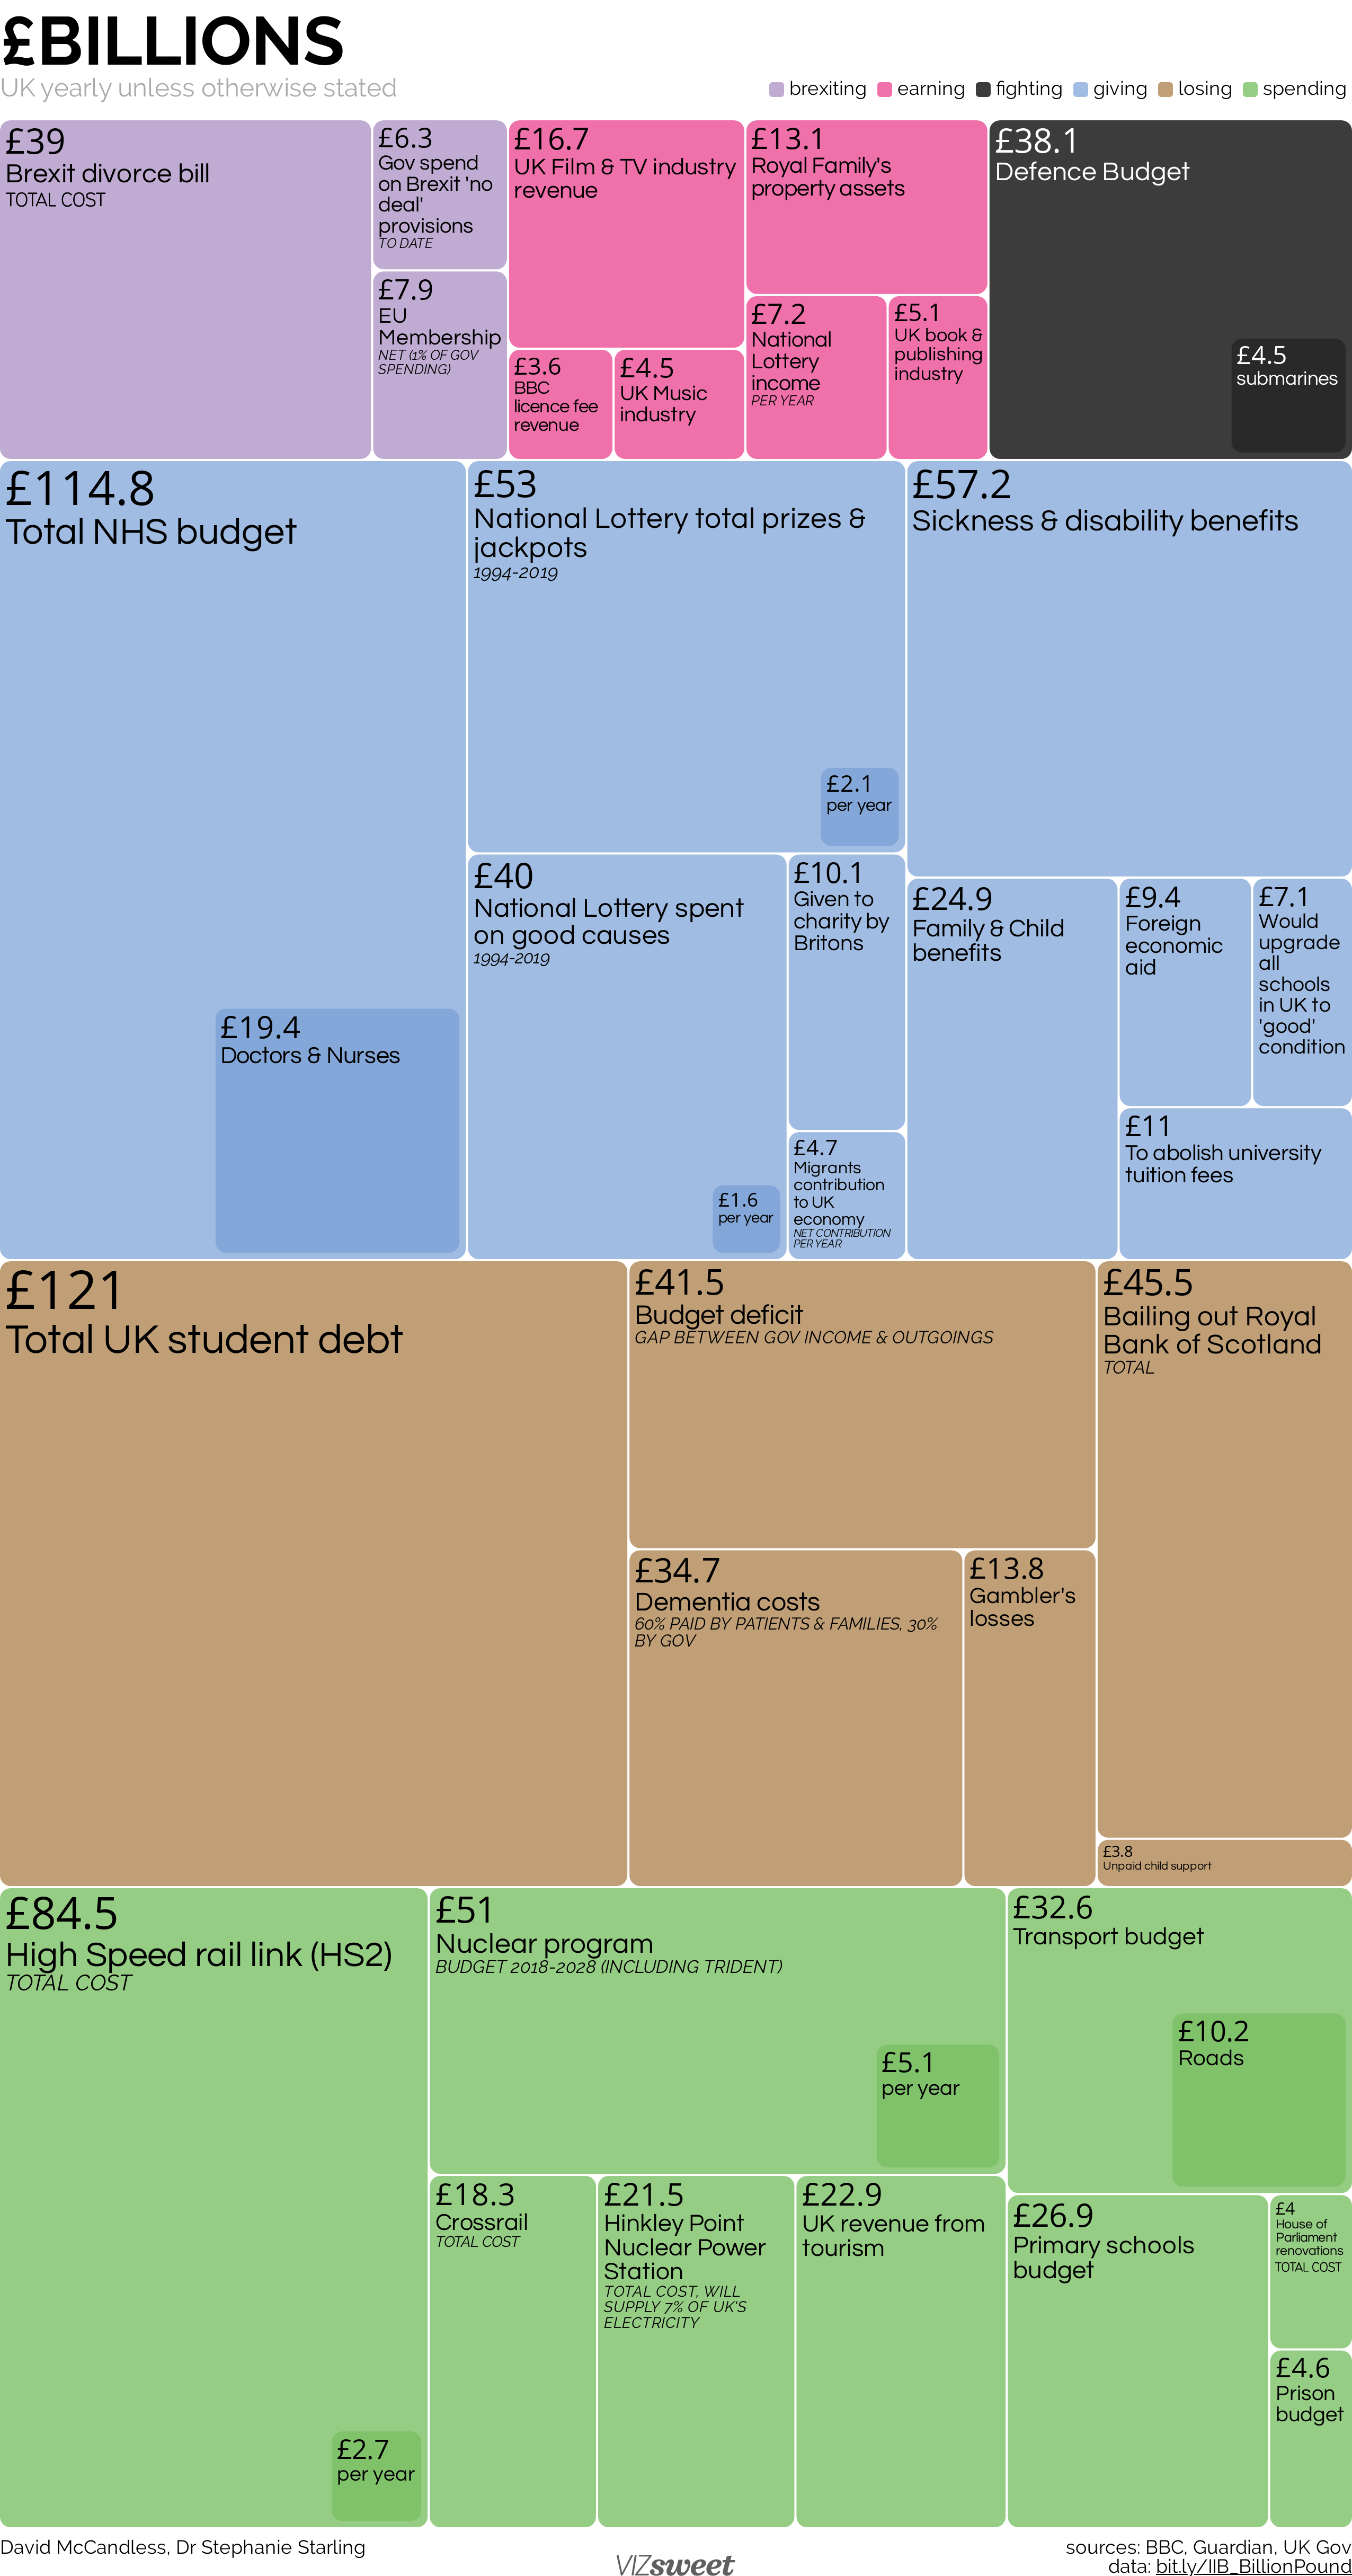 £BILLIONS
UK yearly unless otherwise stated
brexiting earning fighting giving losing spending
£39
Brexit divorce bill
TOTAL COST
£6.3
Gov spend
on Brexit 'no
deal'
provisions
TO DATE
£7.9
EU
Membership
NET (1% OF GOV
SPENDING)
£16.7
UK Film & TV industry
revenue
£3.6
BBC
licence fee
revenue
£4.5
UK Music
industry
£13.1
Royal Family's
property assets
£7.2
National
Lottery
income
PER YEAR
£5.1
UK book &
publishing
industry
£38.1
Defence Budget
£4.5
submarines
£114.8
Total NHS budget
£19.4
Doctors & Nurses
£53
National Lottery total prizes &
jackpots
1994-2019
£2.1
per year
£57.2
Sickness & disability benefits
£40
National Lottery spent
on good causes
1994-2019
£1.6
per year
£10.1
Given to
charity by
Britons
£4.7
Migrants
contribution
to UK
economy
NET CONTRIBUTION
PER YEAR
£24.9
Family & Child
benefits
£9.4
Foreign
economic
aid
£7.1
Would
upgrade
all
schools
in UK to
'good'
condition
£11
To abolish university
tuition fees
£121
Total UK student debt
£41.5
Budget deficit
GAP BETWEEN GOV INCOME & OUTGOINGS
£45.5
Bailing out Royal
Bank of Scotland
TOTAL
£34.7
Dementia costs
60% PAID BY PATIENTS & FAMILIES, 30%
BY GOV
£13.8
Gambler's
losses
£3.8
Unpaid child support
£84.5
High Speed rail link (HS2)
TOTAL COST
£2.7
per year
£51
Nuclear program
BUDGET 2018-2028 (INCLUDING TRIDENT)
£5.1
per year
£32.6
Transport budget
£10.2
Roads
£18.3
Crossrail
TOTAL COST
£21.5
Hinkley Point
Nuclear Power
Station
TOTAL COST, WILL
SUPPLY 7% OF UK'S
ELECTRICITY
£22.9
UK revenue from
tourism
£26.9
Primary schools
budget
£4
House of
Parliament
renovations
TOTAL COST
£4.6
Prison
budget
David McCandless, Dr Stephanie Starling
VIZsweet
sources: BBC, Guardian, UK Gov
data: bit.ly/IIB_BillionPound